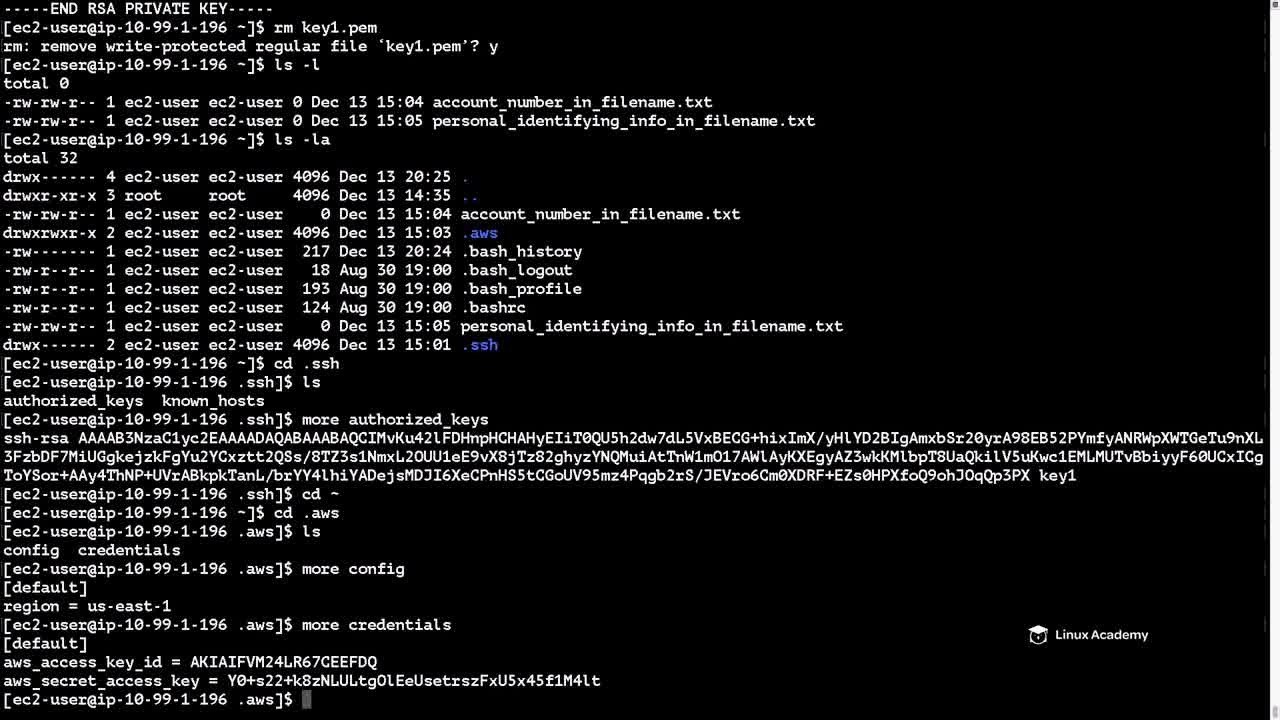 -----END RSA PRIVATE KEY-----
[ec2-user@ip-10-99-1-196 ~]$ rm key1.pem
rm: remove write-protected regular file ‘key1.pem’? y
[ec2-user@ip-10-99-1-196 ~]$ ls -l
total 0
-rw-rw-r-- 1 ec2-user ec2-user 0 Dec 13 15:04 account_number_in_filename.txt
-rw-rw-r-- 1 ec2-user ec2-user 0 Dec 13 15:05 personal_identifying_info_in_filename.txt
[ec2-user@ip-10-99-1-196 ~]$ ls -la
total 32
drwx------ 4 ec2-user ec2-user 4096 Dec 13 20:25 .
drwxr-xr-x 3 root     root     4096 Dec 13 14:35 ..
-rw-rw-r-- 1 ec2-user ec2-user    0 Dec 13 15:04 account_number_in_filename.txt
drwxrwxr-x 2 ec2-user ec2-user 4096 Dec 13 15:03 .aws
-rw------- 1 ec2-user ec2-user  217 Dec 13 20:24 .bash_history
-rw-r--r-- 1 ec2-user ec2-user   18 Aug 30 19:00 .bash_logout
-rw-r--r-- 1 ec2-user ec2-user  193 Aug 30 19:00 .bash_profile
-rw-r--r-- 1 ec2-user ec2-user  124 Aug 30 19:00 .bashrc
-rw-rw-r-- 1 ec2-user ec2-user    0 Dec 13 15:05 personal_identifying_info_in_filename.txt
drwx------ 2 ec2-user ec2-user 4096 Dec 13 15:01 .ssh
[ec2-user@ip-10-99-1-196 ~]$ cd .ssh
[ec2-user@ip-10-99-1-196 .ssh]$ ls
authorized_keys  known_hosts
[ec2-user@ip-10-99-1-196 .ssh]$ more authorized_keys
ssh-rsa AAAAB3NzaC1yc2EAAAADAQABAAABAQCIMvKu42lFDHnpHCHAHyEIiT0QU5h2dw7dL5VxBECG+hixImX/yHlYD2BIgAmxbSr20yrA98EB52PYmfyANRWpXWTGeTu9nXL
3FzbDF7MiUGgkejzkFgYu2YCxztt2QSs/8TZ3s1NmxL2OUU1eE9vX8jTz82ghyzYNQMuiAtTnW1mO17AWlAyKXEgyAZ3wkKMlbpT8UaQkilV5uKwc1EMLMUTvBbiyyF60UCxICg
ToYSor+AAy4ThNP+UVrABkpkTanL/brYY4lhiYADejsMDJI6XeCPnHS5tCGoUV95mz4Pqgb2rS/JEVro6Cm0XDRF+EZs0HPXfoQ9ohJOqQp3PX key1
[ec2-user@ip-10-99-1-196 .ssh]$ cd ~
[ec2-user@ip-10-99-1-196 ~]$ cd .aws
[ec2-user@ip-10-99-1-196 .aws]$ ls
config  credentials
[ec2-user@ip-10-99-1-196 .aws]$ more config
[default]
region = us-east-1
[ec2-user@ip-10-99-1-196 .aws]$ more credentials
[default]
aws_access_key_id = AKIAIFVM24LR67CEEFDQ
aws_secret_access_key = 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
[ec2-user@ip-10-99-1-196 .aws]$
Linux Academy